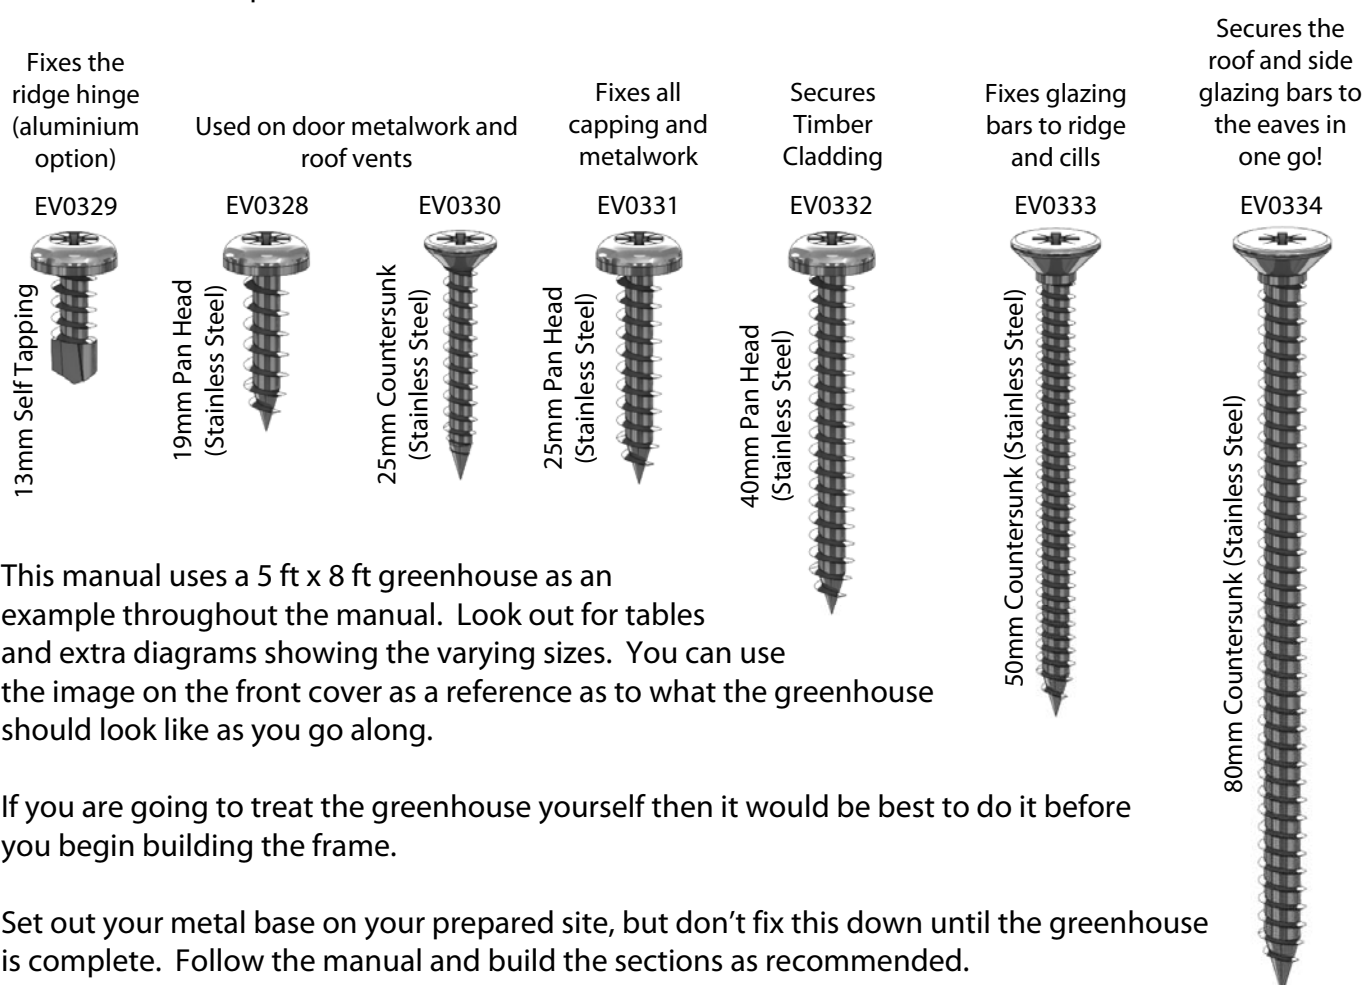 Fixes the
ridge hinge
(aluminium
option)
EV0329
13mm Self Tapping
Used on door metalwork and
roof vents
EV0328
19mm Pan Head
(Stainless Steel)
EV0330
25mm Countersunk
(Stainless Steel)
Fixes all
capping and
metalwork
EV0331
25mm Pan Head
(Stainless Steel)
Secures
Timber
Cladding
EV0332
40mm Pan Head
(Stainless Steel)
Fixes glazing
bars to ridge
and cills
EV0333
50mm Countersunk (Stainless Steel)
Secures the
roof and side
glazing bars to
the eaves in
one go!
EV0334
80mm Countersunk (Stainless Steel)
This manual uses a 5 ft x 8 ft greenhouse as an
example throughout the manual.  Look out for tables
and extra diagrams showing the varying sizes.  You can use
the image on the front cover as a reference as to what the greenhouse
should look like as you go along.
If you are going to treat the greenhouse yourself then it would be best to do it before
you begin building the frame.
Set out your metal base on your prepared site, but don’t fix this down until the greenhouse
is complete.  Follow the manual and build the sections as recommended.